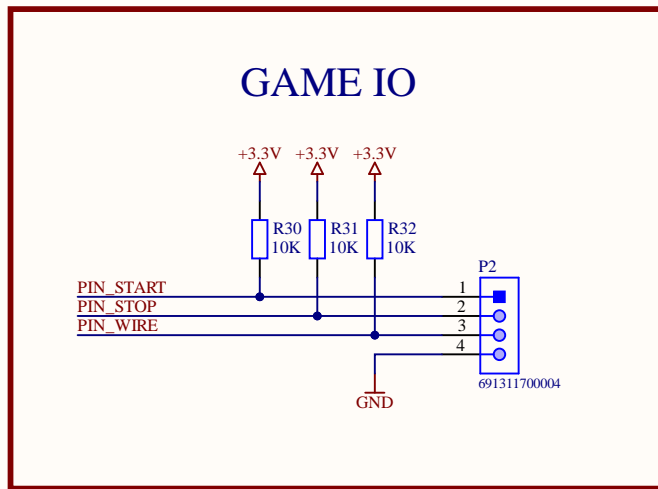 GAME IO
+3.3V +3.3V +3.3V
R30 R31 R32
10K 10K 10K
P2
PIN_START 1
PIN_STOP 2
PIN_WIRE 3
4
691311700004
GND